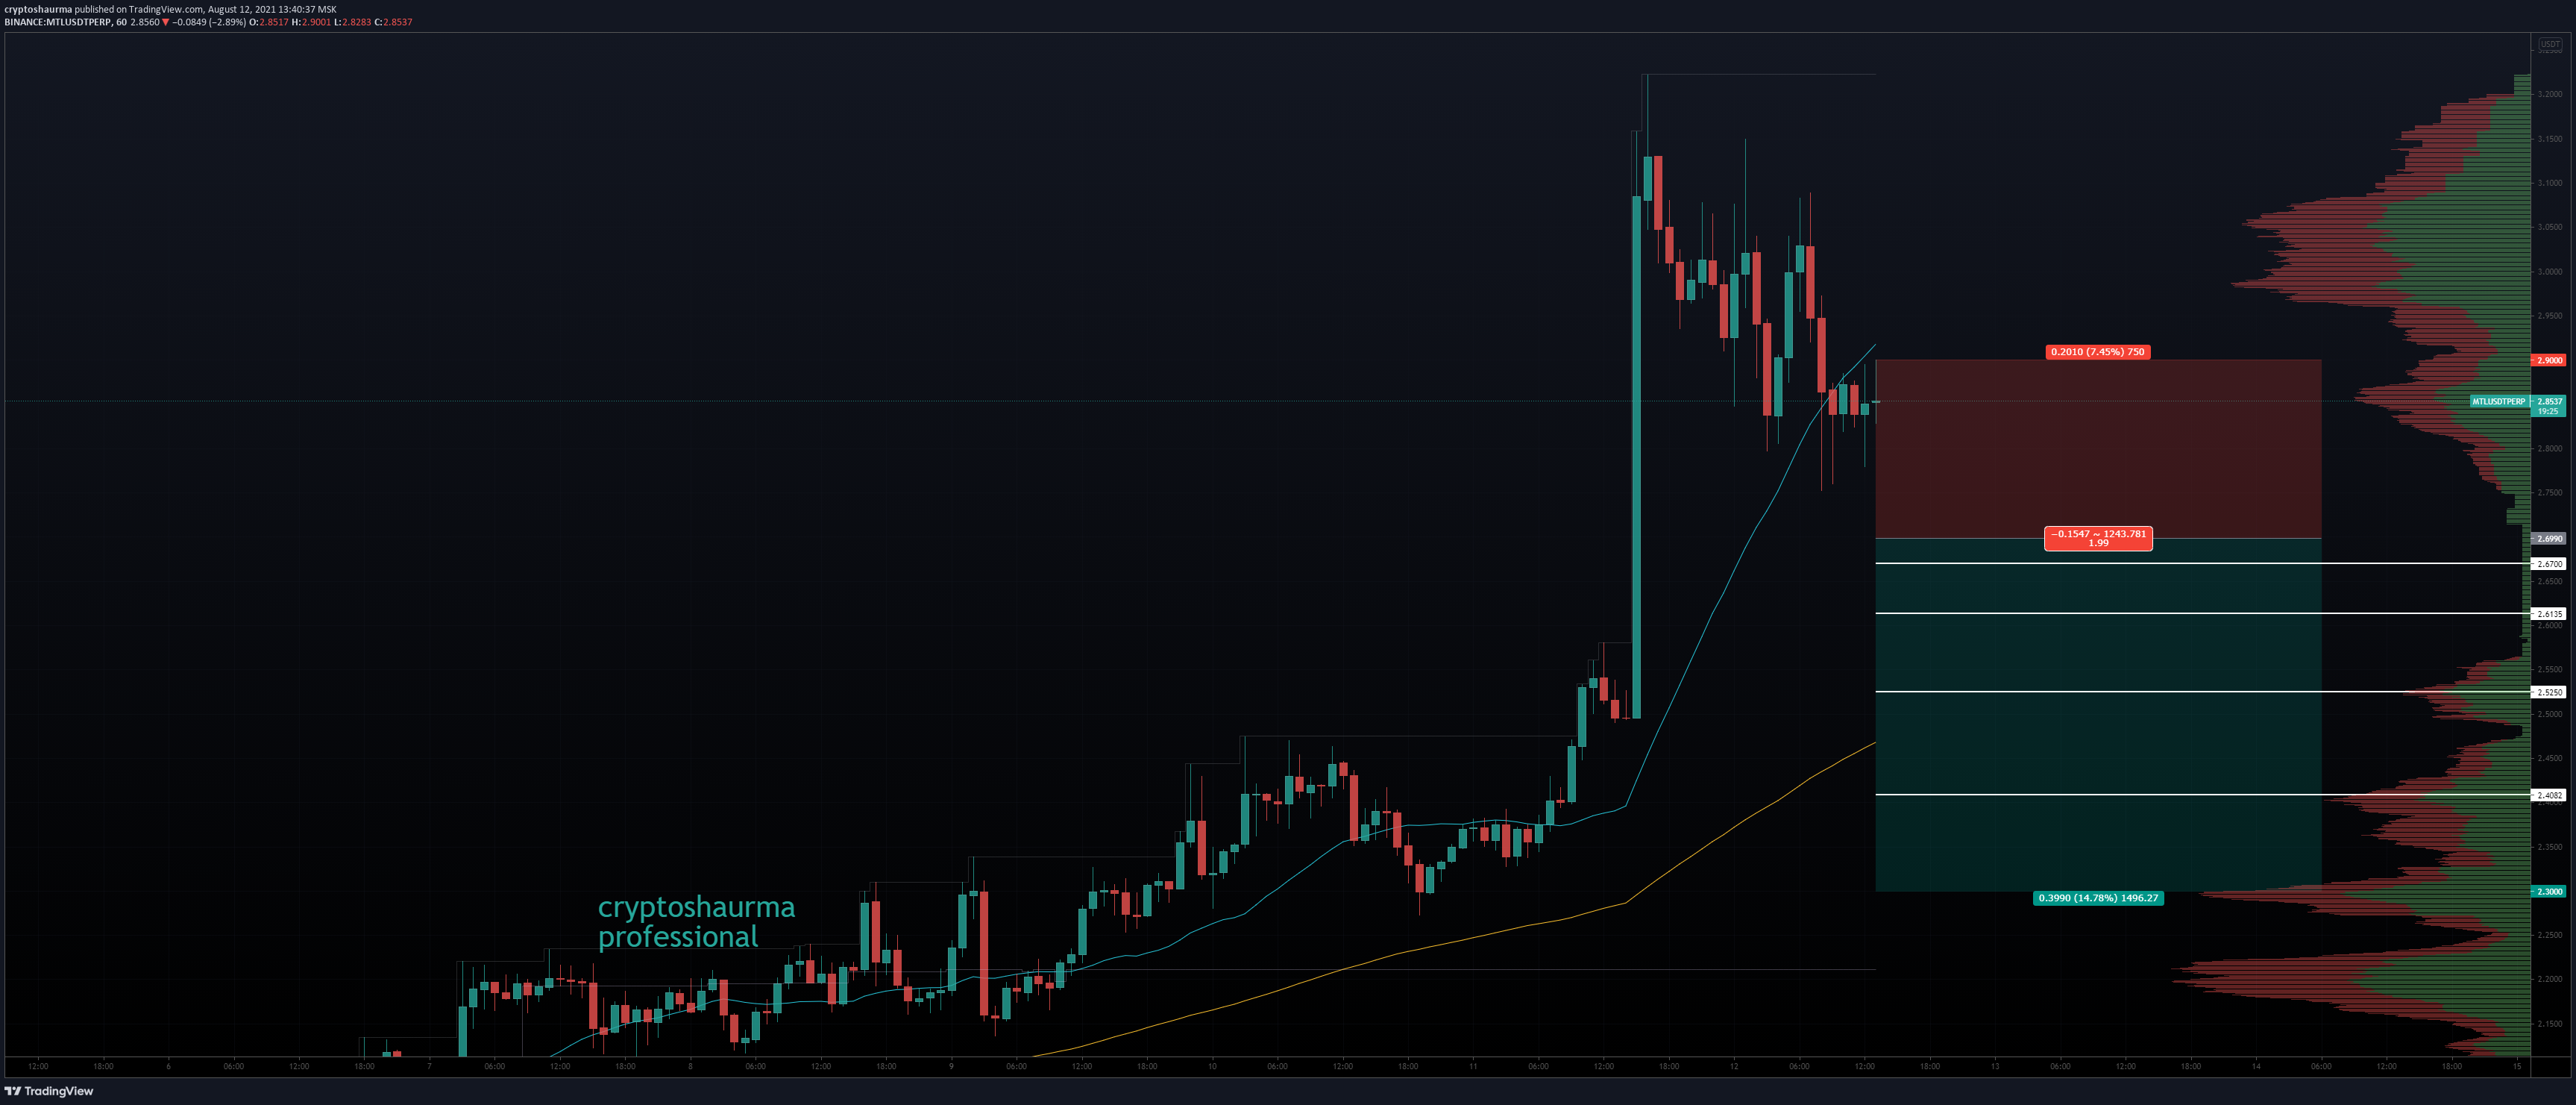 cryptoshaurma published on TradingView.com, August 12, 2021 13:40:37 MSK
BINANCE:MTLUSDTPERP, 60 2.8560 ▼ −0.0849 (−2.89%) O:2.8517 H:2.9001 L:2.8283 C:2.8537
USDT
3.2000
3.1500
3.1000
3.0500
3.0000
2.9500
0.2010 (7.45%) 750
2.9000
MTLUSDTPERP 2.8537
19:25
2.8000
2.7500
−0.1547 ~ 1243.781
1.99
2.6990
2.6700
2.6500
2.6135
2.6000
2.5500
2.5250
2.5000
2.4500
2.4082
2.3500
2.3000
0.3990 (14.78%) 1496.27
cryptoshaurma
professional
2.2500
2.2000
2.1500
12:00 18:00 6 06:00 12:00 18:00 7 06:00 12:00 18:00 8 06:00 12:00 18:00 9 06:00 12:00 18:00 10 06:00 12:00 18:00 11 06:00 12:00 18:00 12 06:00 12:00 18:00 13 06:00 12:00 18:00 14 06:00 12:00 18:00 15
TradingView